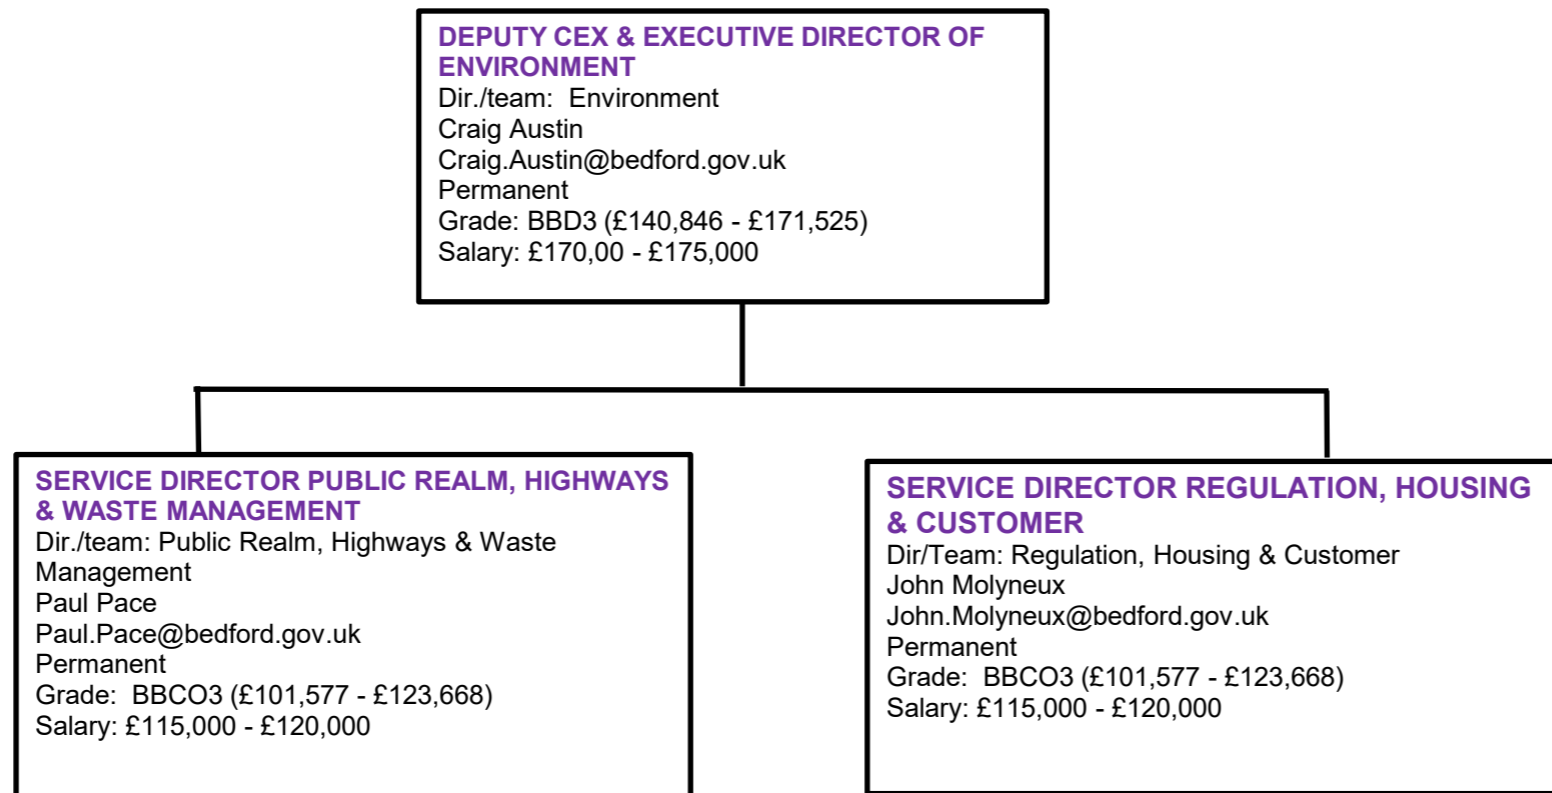 DEPUTY CEX & EXECUTIVE DIRECTOR OF
ENVIRONMENT
Dir./team:  Environment
Craig Austin
Craig.Austin@bedford.gov.uk
Permanent
Grade: BBD3 (£140,846 - £171,525)
Salary: £170,00 - £175,000
SERVICE DIRECTOR PUBLIC REALM, HIGHWAYS
& WASTE MANAGEMENT
Dir./team: Public Realm, Highways & Waste
Management
Paul Pace
Paul.Pace@bedford.gov.uk
Permanent
Grade:  BBCO3 (£101,577 - £123,668)
Salary: £115,000 - £120,000
SERVICE DIRECTOR REGULATION, HOUSING
& CUSTOMER
Dir/Team: Regulation, Housing & Customer
John Molyneux
John.Molyneux@bedford.gov.uk
Permanent
Grade:  BBCO3 (£101,577 - £123,668)
Salary: £115,000 - £120,000